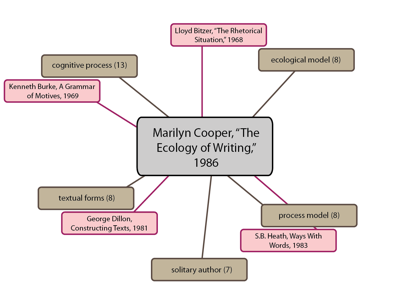 Lloyd Bitzer, "The Rhetorical
Situation," 1968
cognitive process (13)
ecological model (8)
Kenneth Burke, A Grammar
of Motives, 1969
Marilyn Cooper, "The
Ecology of Writing,"
1986
textual forms (8)
process model (8)
George Dillon,
Constructing Texts, 1981
S.B. Heath, Ways With
Words, 1983
solitary author (7)